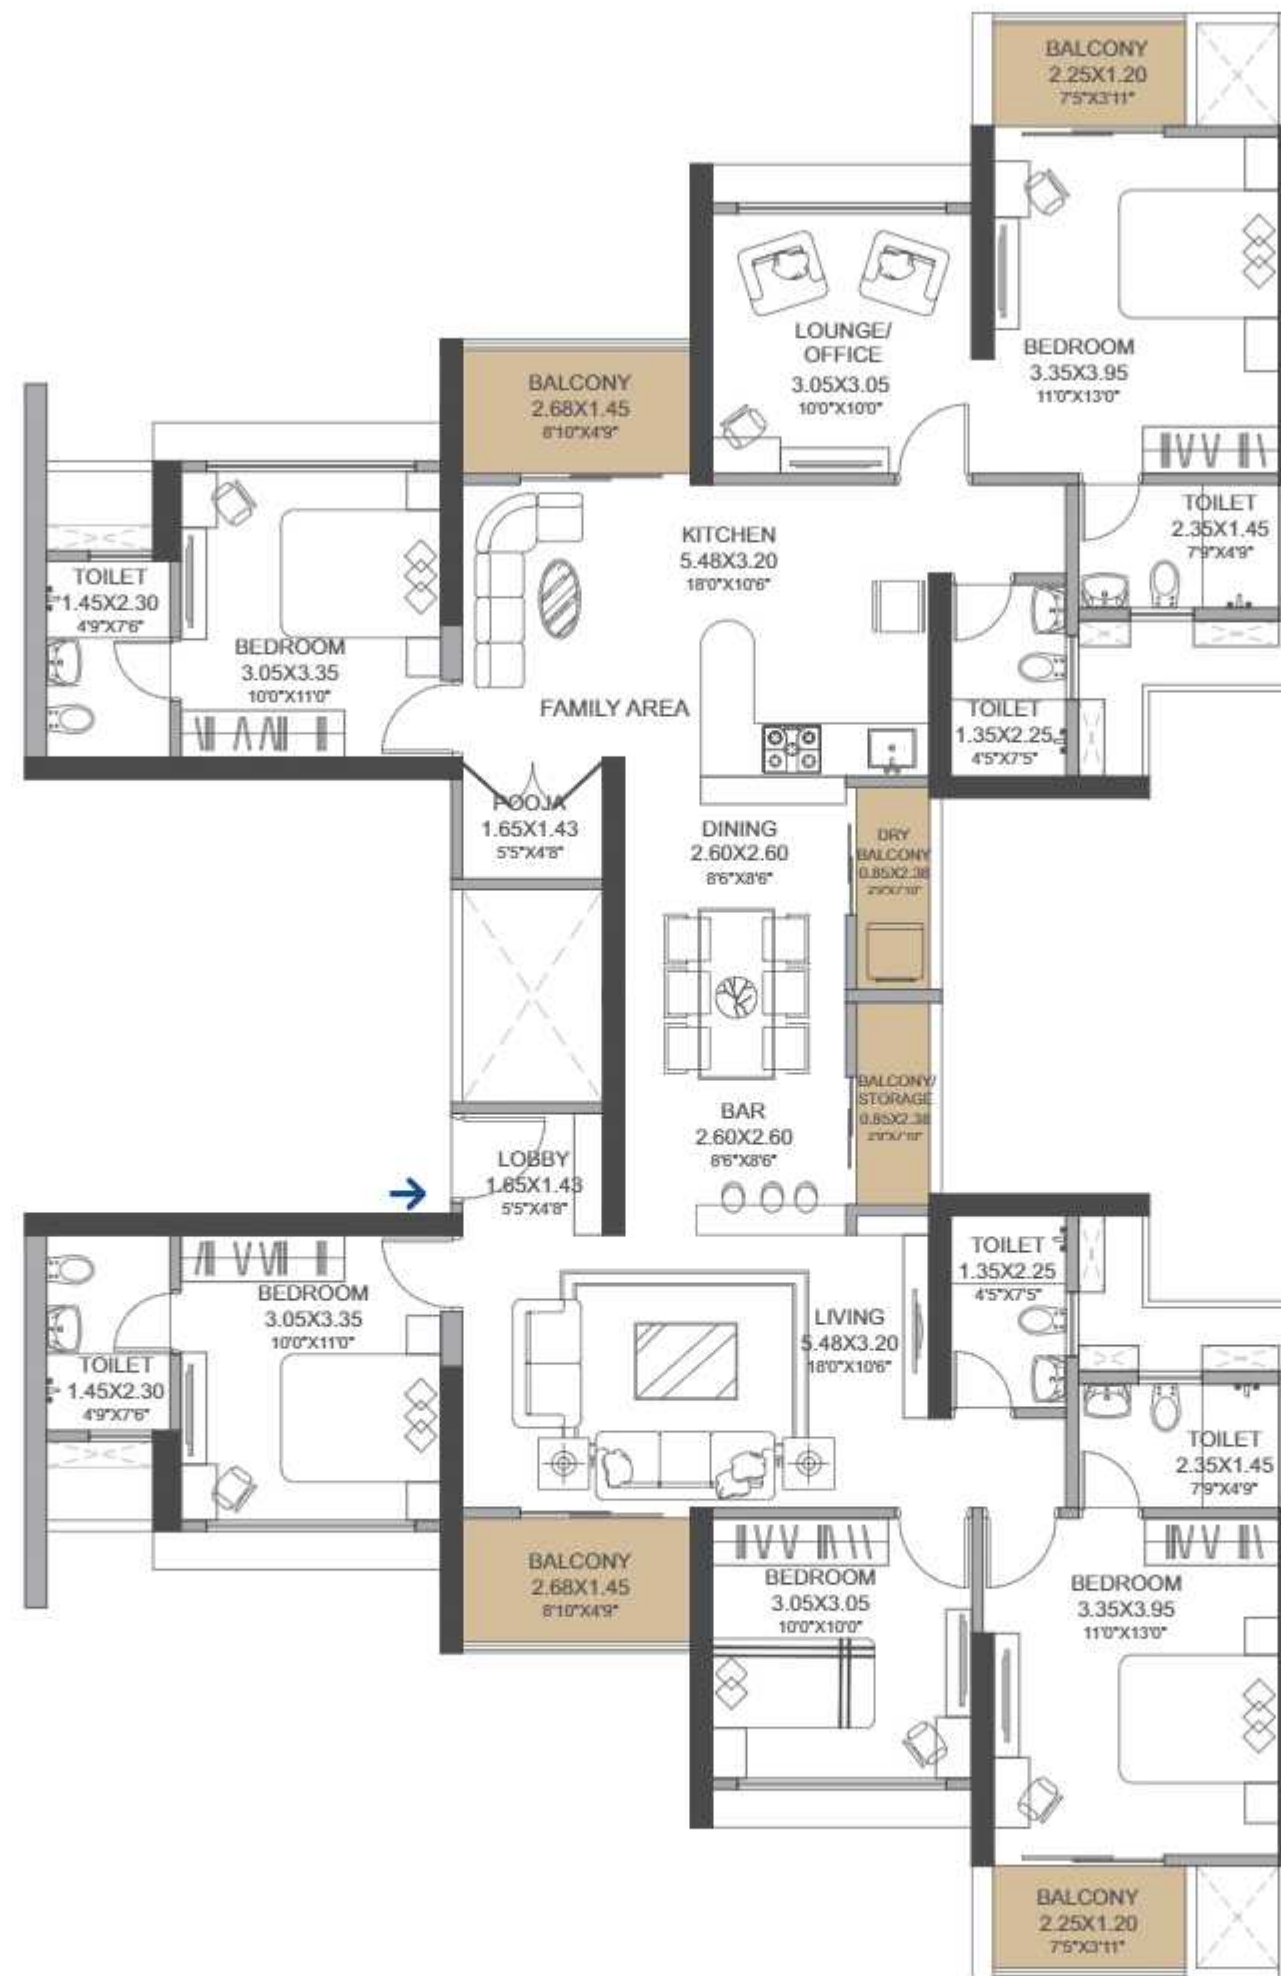 BALCONY
2.25X1.20
7'5"X3'11"
LOUNGE/
OFFICE
3.05X3.05
10'0"X10'0"
BEDROOM
3.35X3.95
11'0"X13'0"
BALCONY
2.68X1.45
8'10"X4'9"
TOILET
2.35X1.45
7'9"X4'9"
KITCHEN
5.48X3.20
18'0"X10'6"
TOILET
1.45X2.30
4'9"X7'6"
BEDROOM
3.05X3.35
10'0"X11'0"
FAMILY AREA
TOILET
1.35X2.25
4'5"X7'5"
POOJA
1.65X1.43
5'5"X4'8"
DINING
2.60X2.60
8'6"X8'6"
DRY
BALCONY
0.85X2.38
2'9"X7'10"
BALCONY/
STORAGE
0.85X2.38
2'9"X7'10"
BAR
2.60X2.60
8'6"X8'6"
LOBBY
1.65X1.43
5'5"X4'8"
TOILET
1.35X2.25
4'5"X7'5"
BEDROOM
3.05X3.35
10'0"X11'0"
LIVING
5.48X3.20
18'0"X10'6"
TOILET
1.45X2.30
4'9"X7'6"
TOILET
2.35X1.45
7'9"X4'9"
BALCONY
2.68X1.45
8'10"X4'9"
BEDROOM
3.05X3.05
10'0"X10'0"
BEDROOM
3.35X3.95
11'0"X13'0"
BALCONY
2.25X1.20
7'5"X3'11"